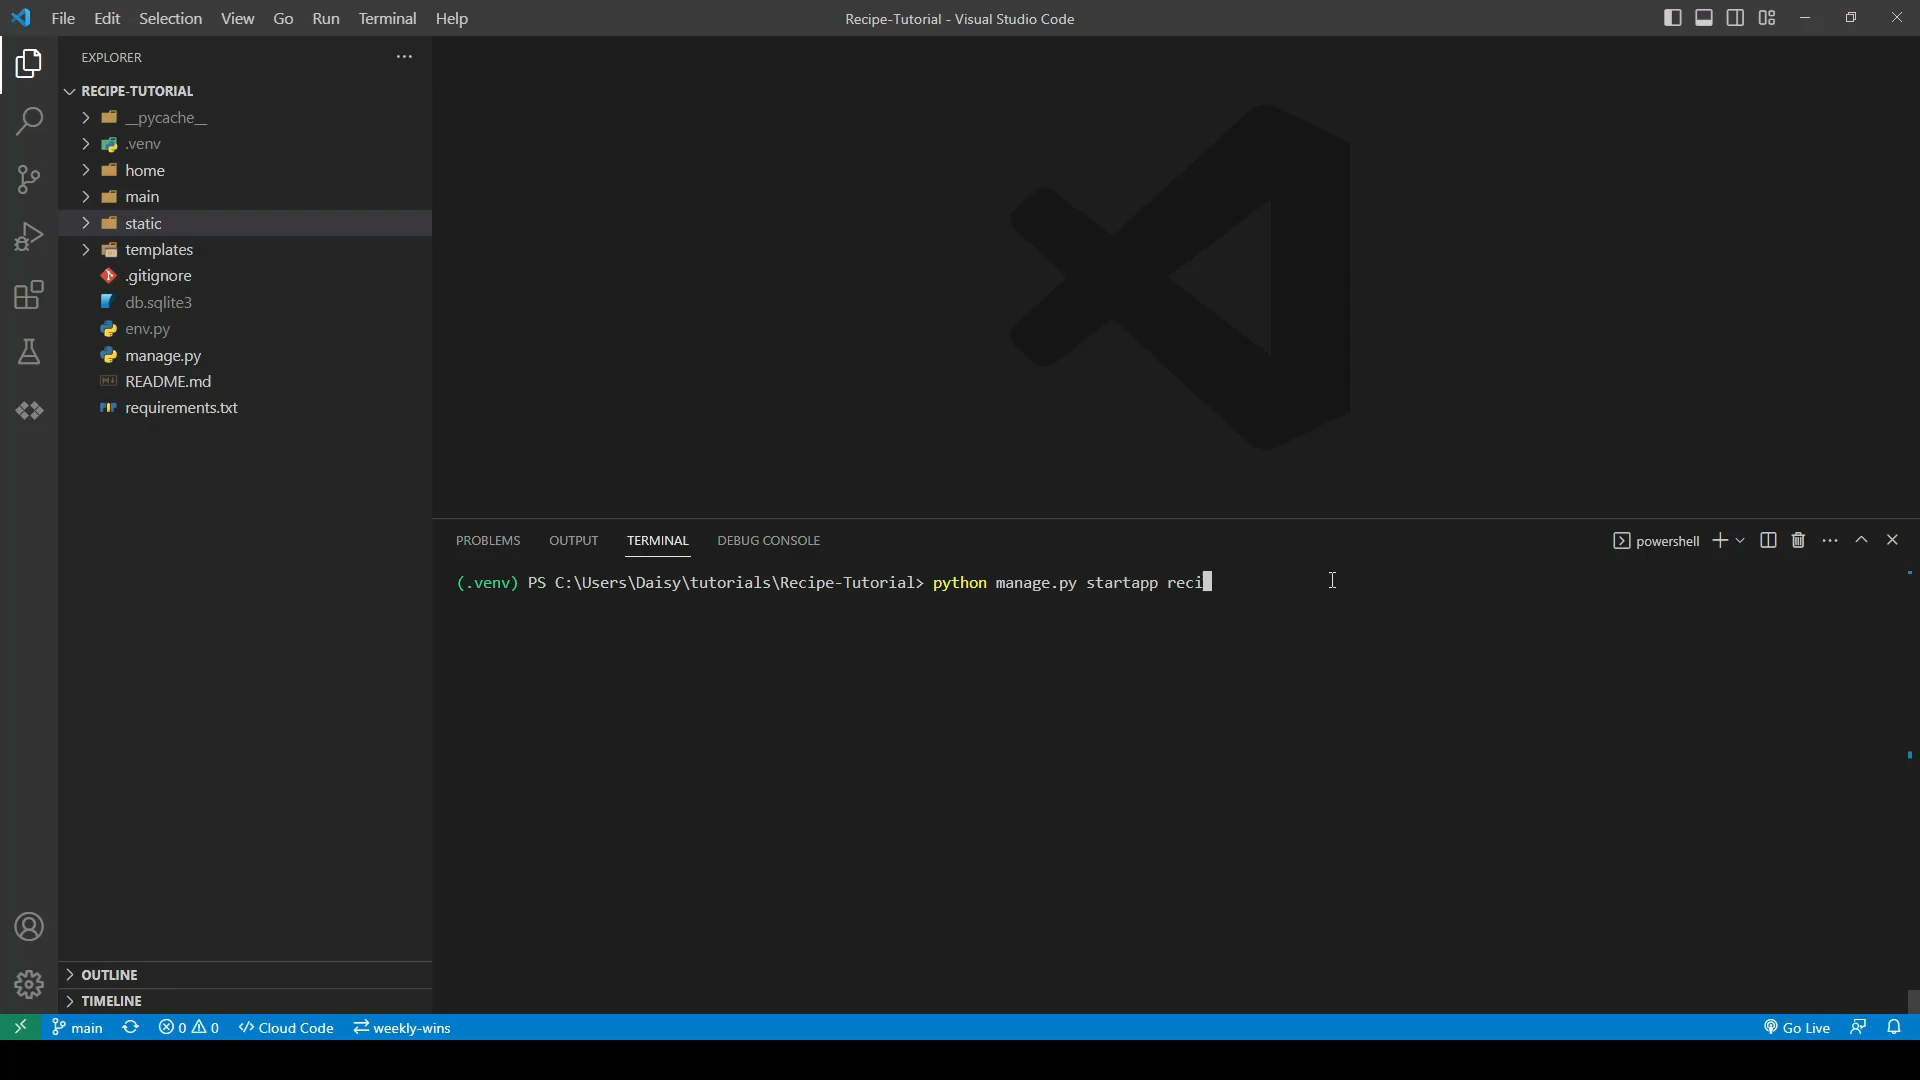 File Edit Selection View Go Run Terminal Help
Recipe-Tutorial - Visual Studio Code
EXPLORER
RECIPE-TUTORIAL
__pycache__
.venv
home
main
static
templates
.gitignore
db.sqlite3
env.py
manage.py
README.md
requirements.txt
PROBLEMS OUTPUT TERMINAL DEBUG CONSOLE
powershell
(.venv) PS C:\Users\Daisy\tutorials\Recipe-Tutorial> python manage.py startapp reci
OUTLINE
TIMELINE
main 0 0 Cloud Code weekly-wins
Go Live